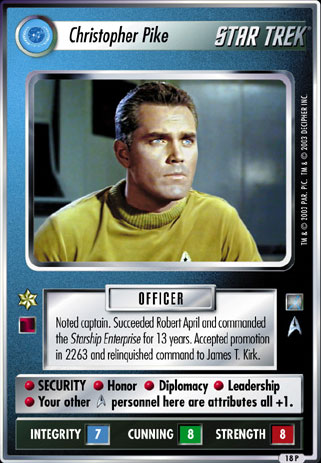 Christopher Pike STAR TREK®
TM & © 2003 PAR. PIC. TM & © 2003 DECIPHER INC.
OFFICER
Noted captain. Succeeded Robert April and commanded
the Starship Enterprise for 13 years. Accepted promotion
in 2263 and relinquished command to James T. Kirk.
SECURITY Honor Diplomacy Leadership
Your other personnel here are attributes all +1.
INTEGRITY 7 CUNNING 8 STRENGTH 8
18 P